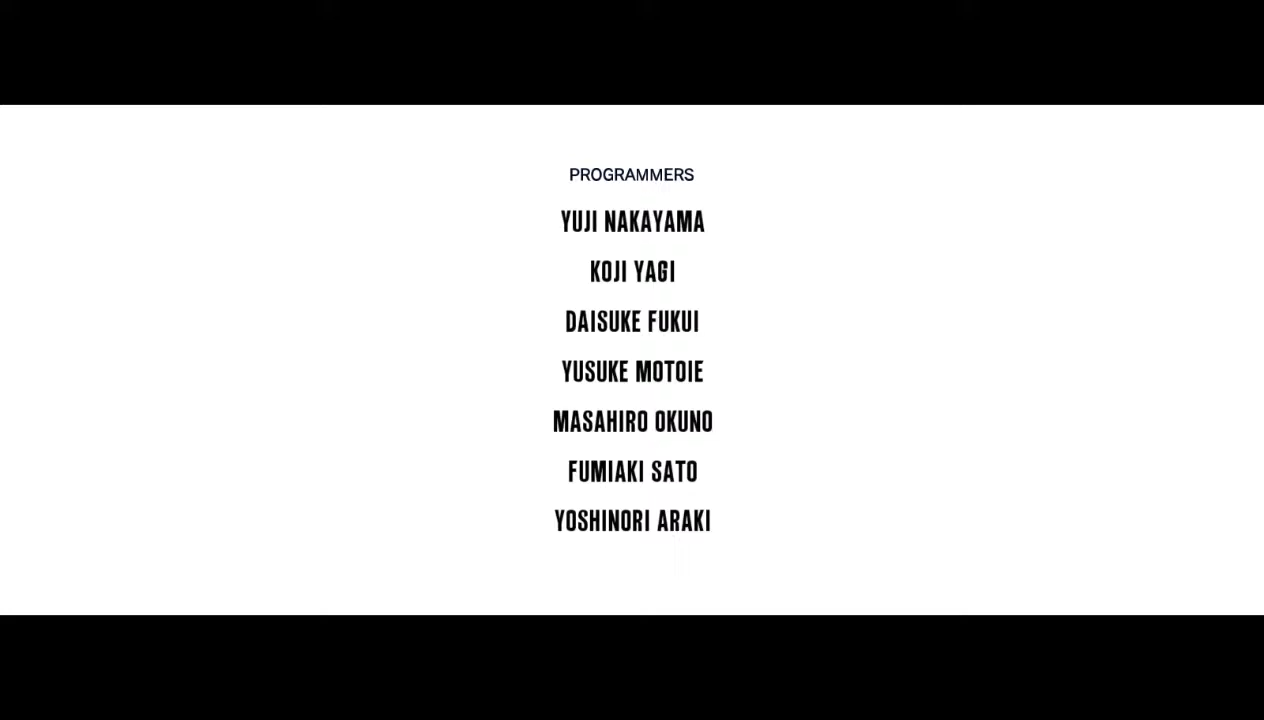 PROGRAMMERS
YUJI NAKAYAMA
KOJI YAGI
DAISUKE FUKUI
YUSUKE MOTOIE
MASAHIRO OKUNO
FUMIAKI SATO
YOSHINORI ARAKI